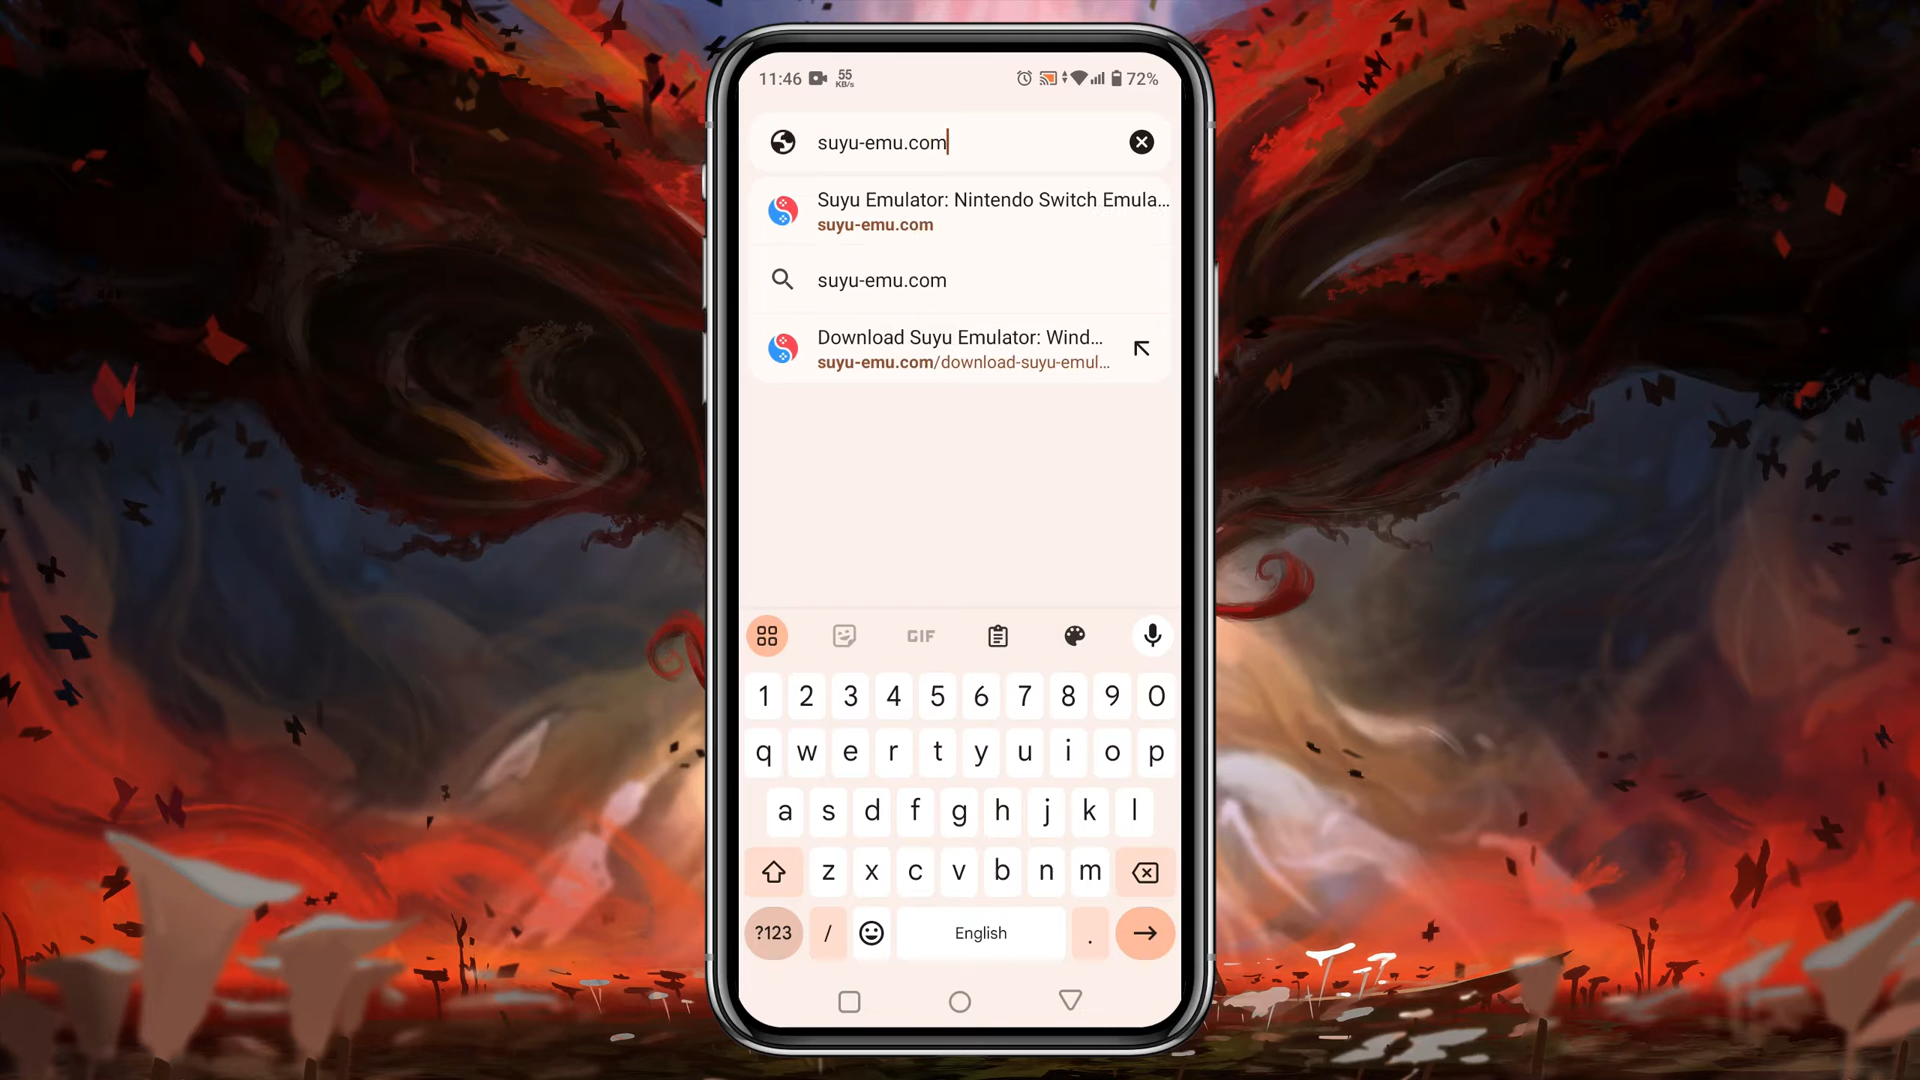 11:46 55 KB/s 72%
suyu-emu.com
Suyu Emulator: Nintendo Switch Emula...
suyu-emu.com
suyu-emu.com
Download Suyu Emulator: Wind...
suyu-emu.com/download-suyu-emul...
GIF
1 2 3 4 5 6 7 8 9 0
q w e r t y u i o p
a s d f g h j k l
z x c v b n m
?123 / English .